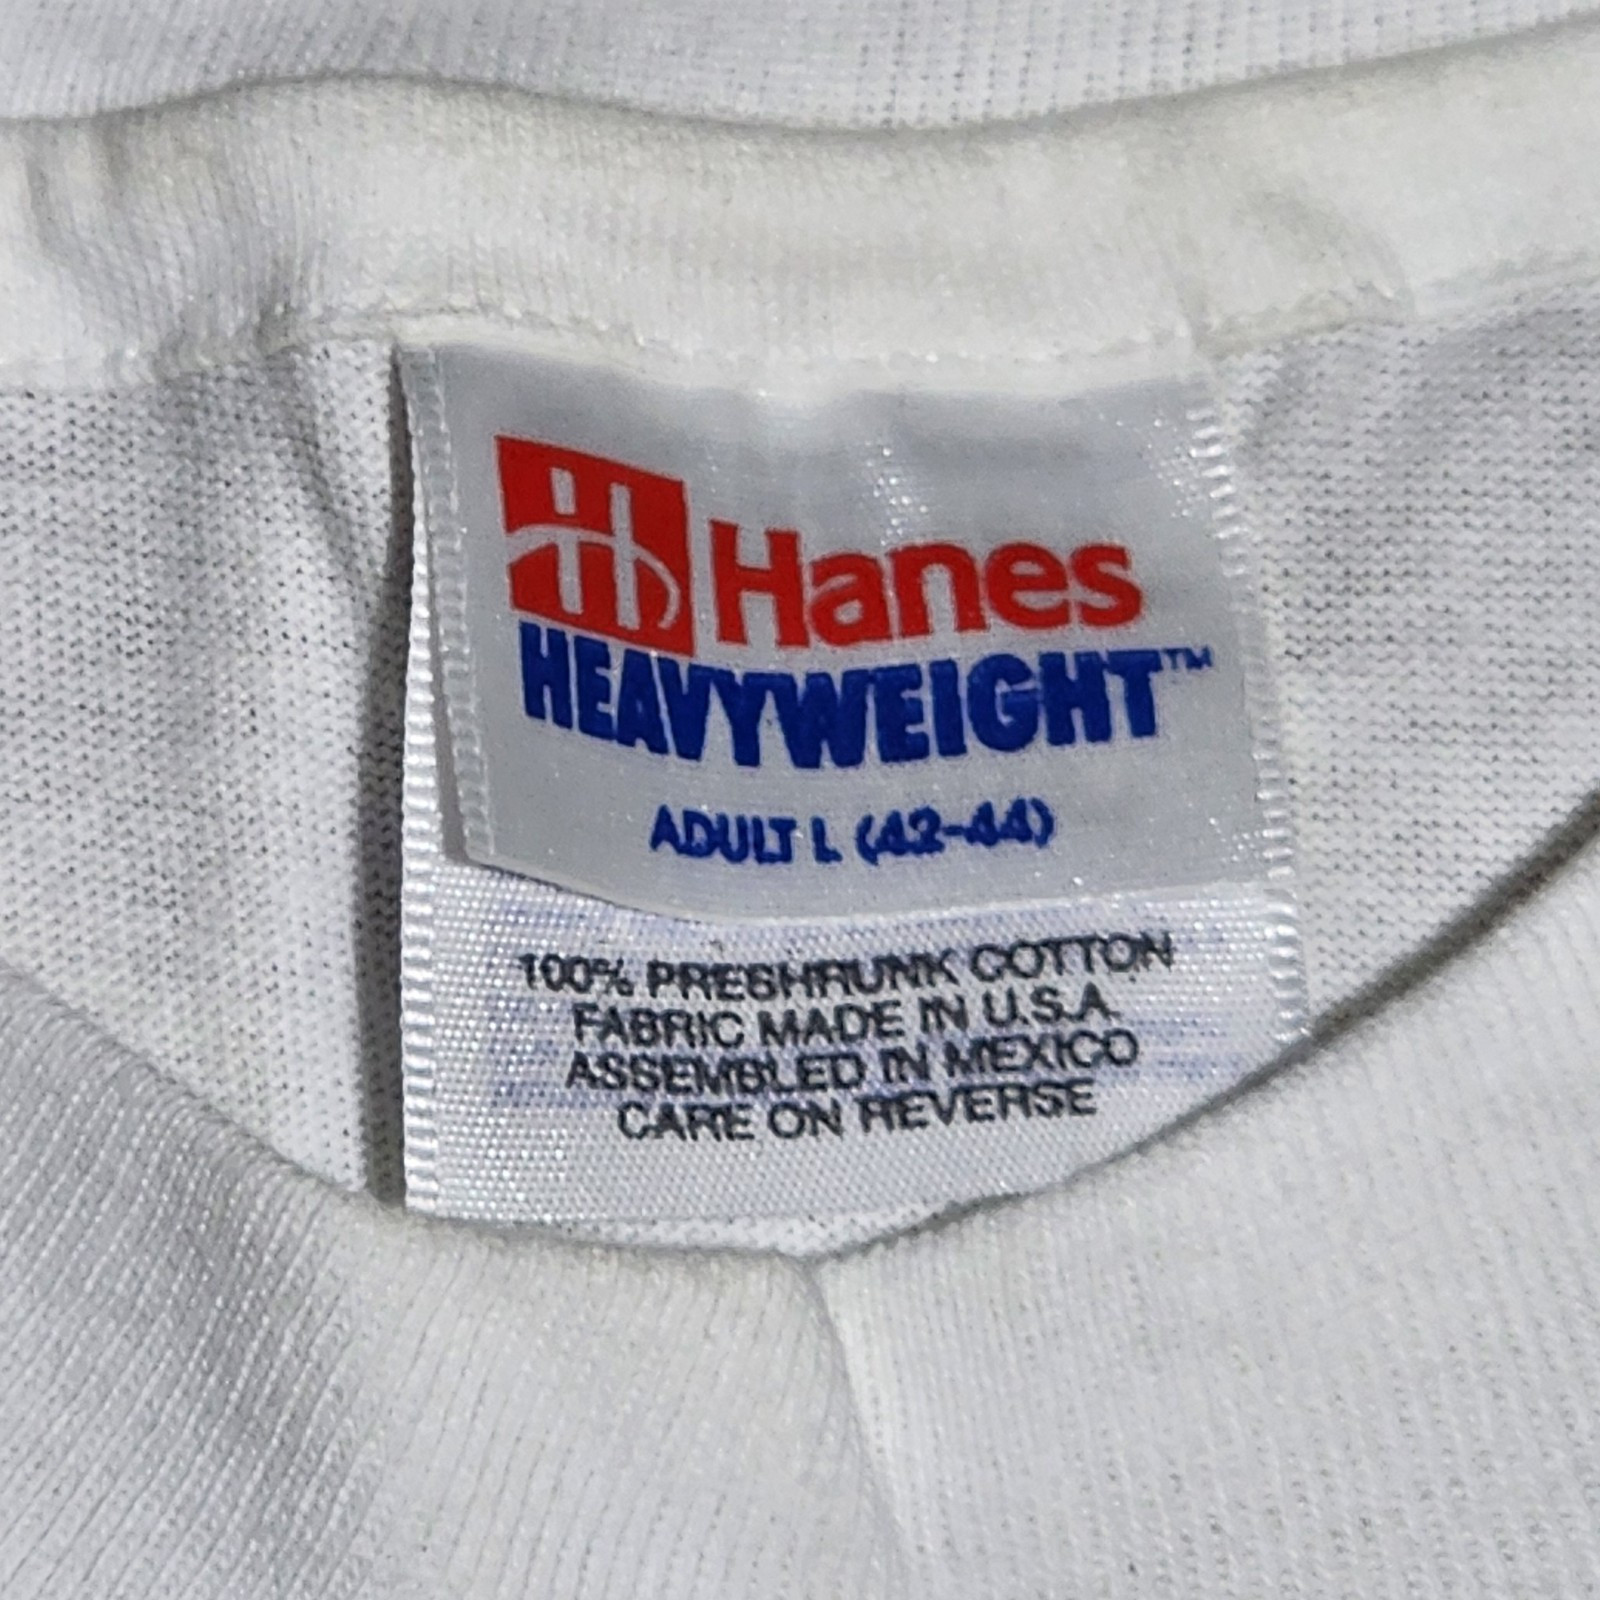 Hanes
HEAVYWEIGHT™
ADULT L (42-44)
100% PRESHRUNK COTTON
FABRIC MADE IN U.S.A.
ASSEMBLED IN MEXICO
CARE ON REVERSE